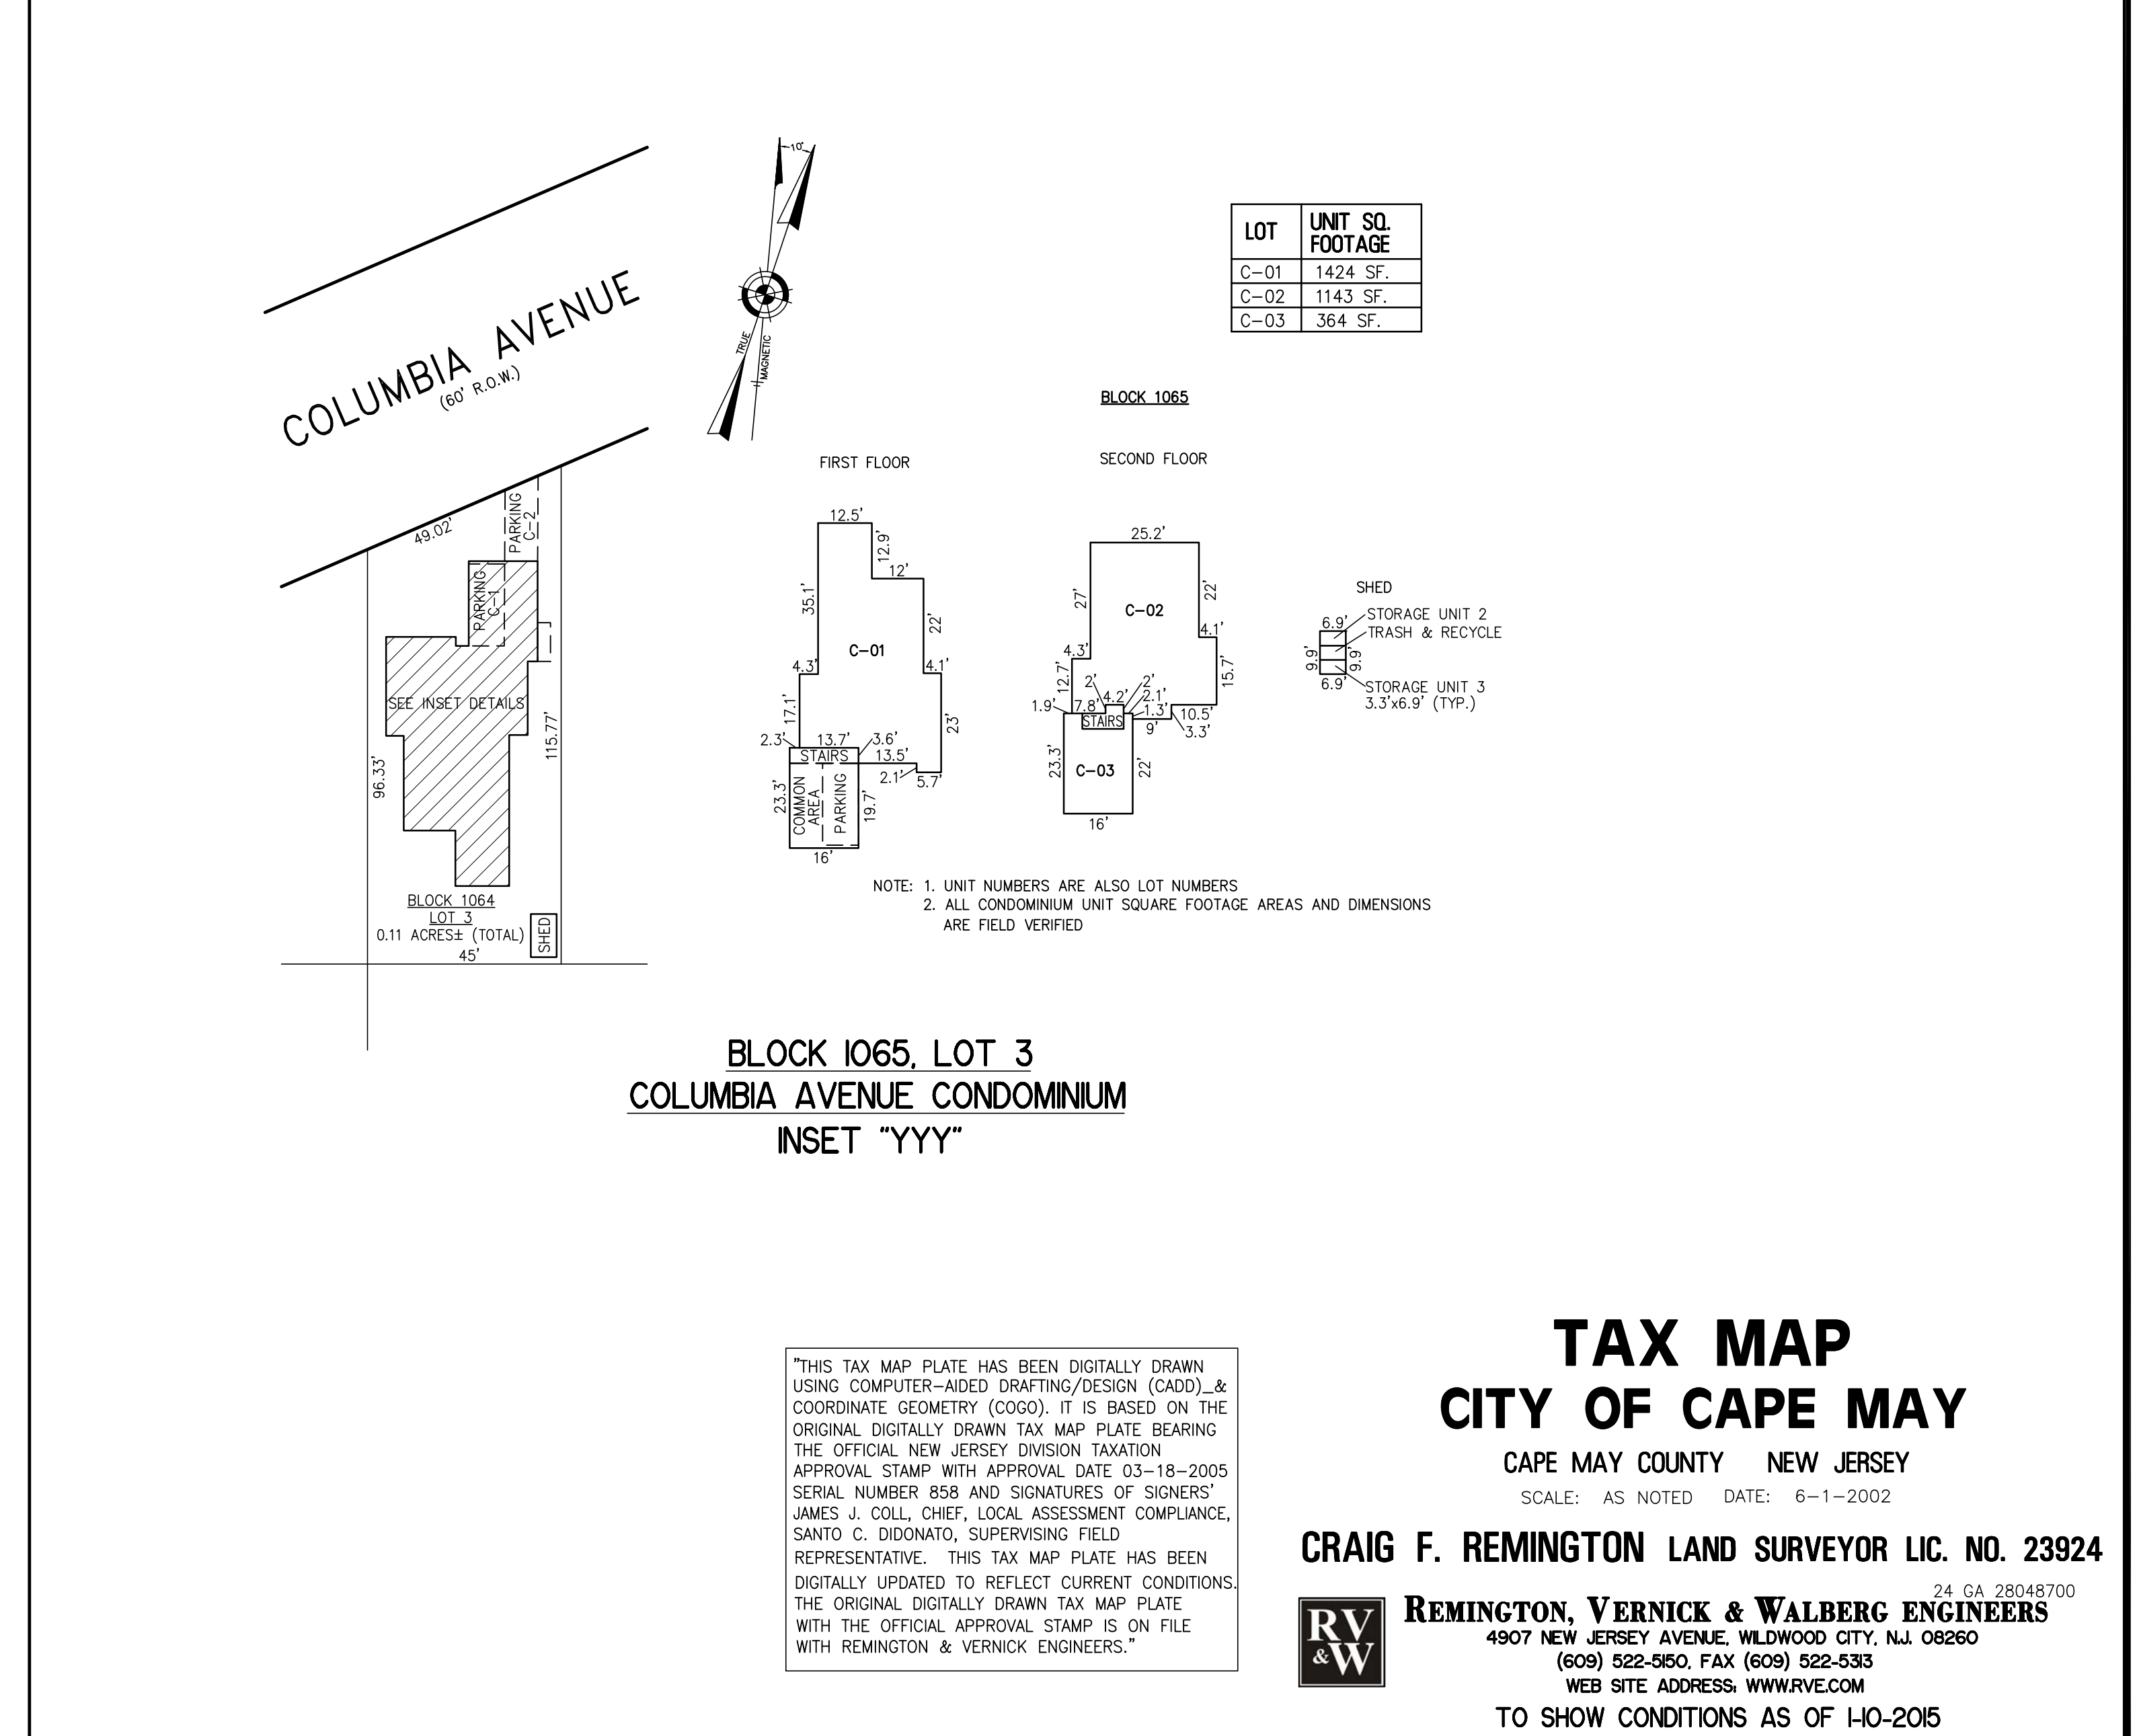 10'
TRUE
MAGNETIC
COLUMBIA AVENUE
(60' R.O.W.)
LOT UNIT SQ. FOOTAGE
C-01 1424 SF.
C-02 1143 SF.
C-03 364 SF.
BLOCK 1065
49.02'
PARKING
C-2
PARKING
C-1
SEE INSET DETAILS
96.33'
115.77'
BLOCK 1064
LOT 3
0.11 ACRES± (TOTAL)
45'
SHED
FIRST FLOOR
12.5'
12.9'
12'
35.1'
22'
C-01
4.3'
4.1'
17.1'
23'
2.3'
13.7'
3.6'
STAIRS
13.5'
2.1'
5.7'
23.3'
COMMON
AREA
PARKING
19.7'
16'
SECOND FLOOR
25.2'
27'
22'
C-02
4.1'
4.3'
12.7'
15.7'
2'
2'
4.2'
2.1'
1.9'
7.8'
1.3'
10.5'
STAIRS
9'
3.3'
23.3'
C-03
22'
16'
SHED
STORAGE UNIT 2
6.9'
TRASH & RECYCLE
9.9'
9.9'
6.9'
STORAGE UNIT 3
3.3'x6.9' (TYP.)
NOTE: 1. UNIT NUMBERS ARE ALSO LOT NUMBERS
2. ALL CONDOMINIUM UNIT SQUARE FOOTAGE AREAS AND DIMENSIONS
ARE FIELD VERIFIED
BLOCK 1065, LOT 3
COLUMBIA AVENUE CONDOMINIUM
INSET "YYY"
"THIS TAX MAP PLATE HAS BEEN DIGITALLY DRAWN
USING COMPUTER-AIDED DRAFTING/DESIGN (CADD)_&
COORDINATE GEOMETRY (COGO). IT IS BASED ON THE
ORIGINAL DIGITALLY DRAWN TAX MAP PLATE BEARING
THE OFFICIAL NEW JERSEY DIVISION TAXATION
APPROVAL STAMP WITH APPROVAL DATE 03-18-2005
SERIAL NUMBER 858 AND SIGNATURES OF SIGNERS'
JAMES J. COLL, CHIEF, LOCAL ASSESSMENT COMPLIANCE,
SANTO C. DIDONATO, SUPERVISING FIELD
REPRESENTATIVE. THIS TAX MAP PLATE HAS BEEN
DIGITALLY UPDATED TO REFLECT CURRENT CONDITIONS.
THE ORIGINAL DIGITALLY DRAWN TAX MAP PLATE
WITH THE OFFICIAL APPROVAL STAMP IS ON FILE
WITH REMINGTON & VERNICK ENGINEERS."
TAX MAP
CITY OF CAPE MAY
CAPE MAY COUNTY NEW JERSEY
SCALE: AS NOTED DATE: 6-1-2002
CRAIG F. REMINGTON LAND SURVEYOR LIC. NO. 23924
24 GA 28048700
RV
&W
REMINGTON, VERNICK & WALBERG ENGINEERS
4907 NEW JERSEY AVENUE, WILDWOOD CITY, N.J. 08260
(609) 522-5150, FAX (609) 522-5313
WEB SITE ADDRESS: WWW.RVE.COM
TO SHOW CONDITIONS AS OF 1-10-2015